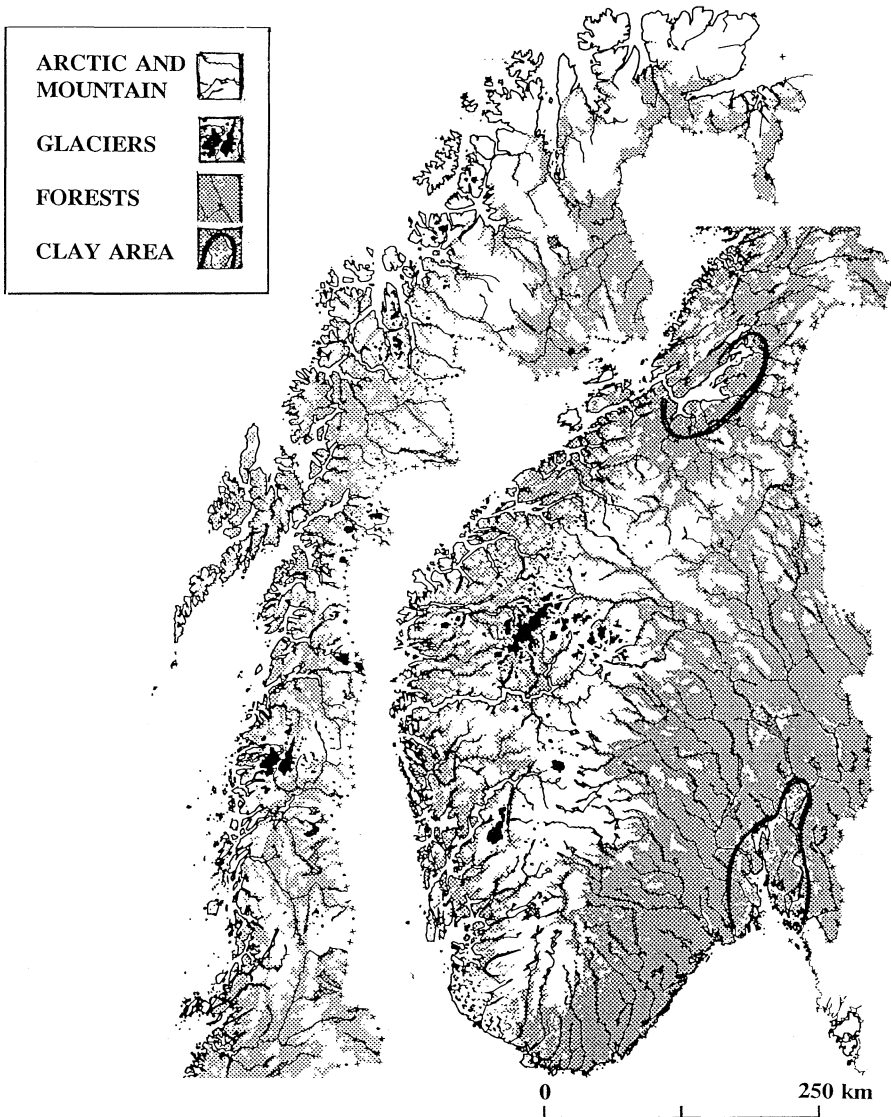 ARCTIC AND
MOUNTAIN
GLACIERS
FORESTS
CLAY AREA
0 250 km